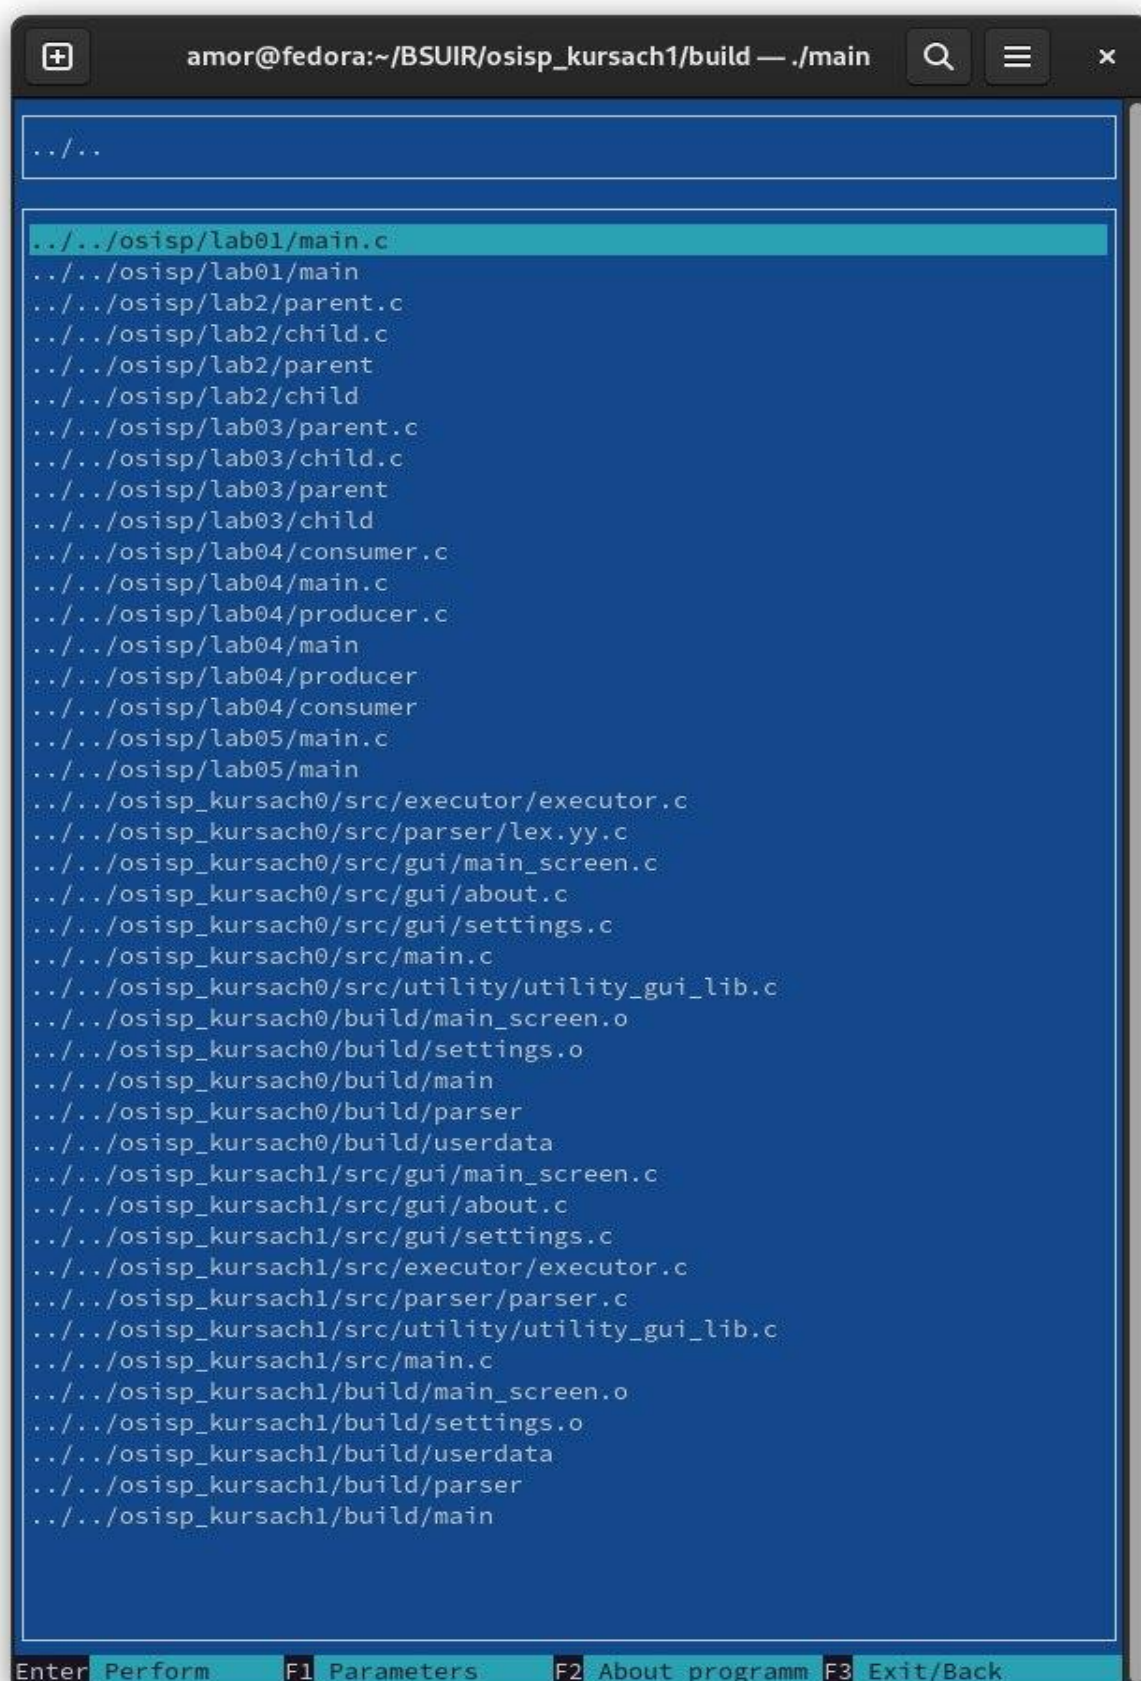 amor@fedora:~/BSUIR/osisp_kursach1/build — ./main
../..
../../osisp/lab01/main.c
../../osisp/lab01/main
../../osisp/lab2/parent.c
../../osisp/lab2/child.c
../../osisp/lab2/parent
../../osisp/lab2/child
../../osisp/lab03/parent.c
../../osisp/lab03/child.c
../../osisp/lab03/parent
../../osisp/lab03/child
../../osisp/lab04/consumer.c
../../osisp/lab04/main.c
../../osisp/lab04/producer.c
../../osisp/lab04/main
../../osisp/lab04/producer
../../osisp/lab04/consumer
../../osisp/lab05/main.c
../../osisp/lab05/main
../../osisp_kursach0/src/executor/executor.c
../../osisp_kursach0/src/parser/lex.yy.c
../../osisp_kursach0/src/gui/main_screen.c
../../osisp_kursach0/src/gui/about.c
../../osisp_kursach0/src/gui/settings.c
../../osisp_kursach0/src/main.c
../../osisp_kursach0/src/utility/utility_gui_lib.c
../../osisp_kursach0/build/main_screen.o
../../osisp_kursach0/build/settings.o
../../osisp_kursach0/build/main
../../osisp_kursach0/build/parser
../../osisp_kursach0/build/userdata
../../osisp_kursach1/src/gui/main_screen.c
../../osisp_kursach1/src/gui/about.c
../../osisp_kursach1/src/gui/settings.c
../../osisp_kursach1/src/executor/executor.c
../../osisp_kursach1/src/parser/parser.c
../../osisp_kursach1/src/utility/utility_gui_lib.c
../../osisp_kursach1/src/main.c
../../osisp_kursach1/build/main_screen.o
../../osisp_kursach1/build/settings.o
../../osisp_kursach1/build/userdata
../../osisp_kursach1/build/parser
../../osisp_kursach1/build/main
Enter Perform F1 Parameters F2 About programm F3 Exit/Back